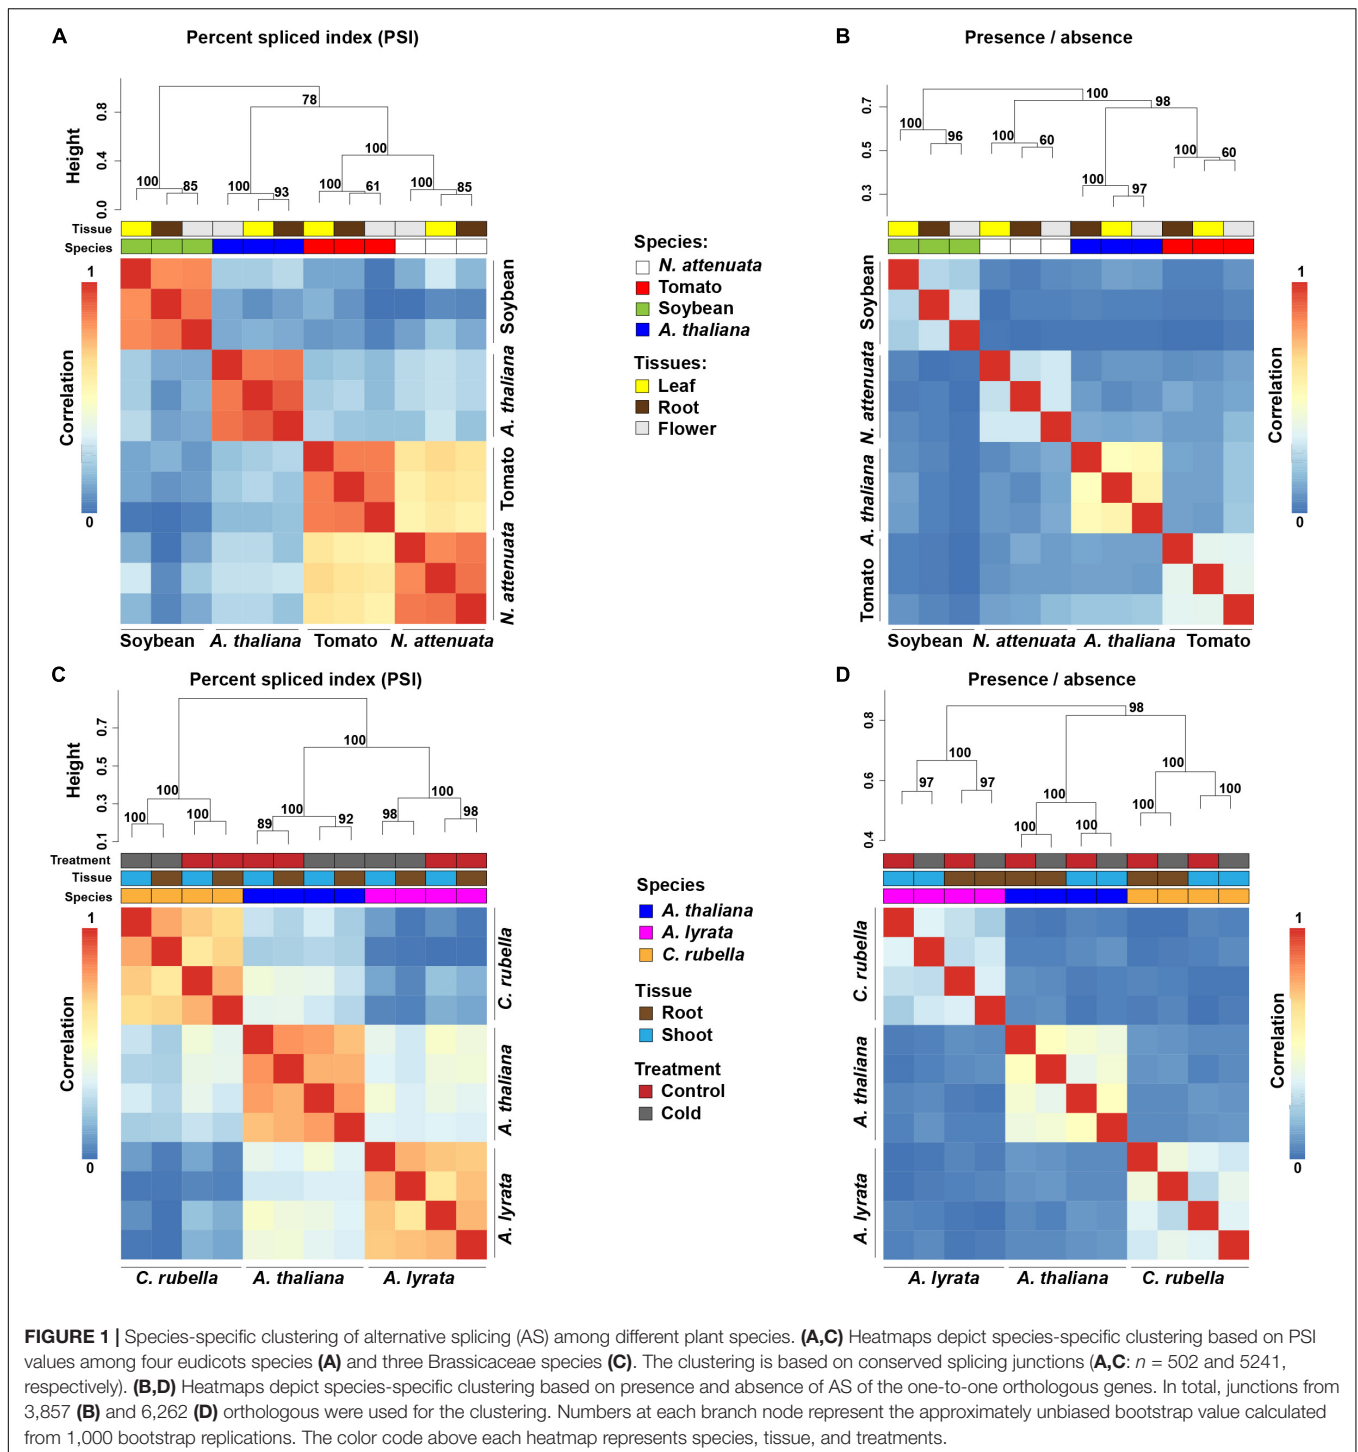 A
Percent spliced index (PSI)
Height
0.8
0.4
0.0
78
100
100
85
100
93
100
61
100
85
Tissue
Species
1
Correlation
0
Soybean
A. thaliana
Tomato
N. attenuata
Soybean
A. thaliana
Tomato
N. attenuata
Species:
N. attenuata
Tomato
Soybean
A. thaliana
Tissues:
Leaf
Root
Flower
B
Presence / absence
0.7
0.5
0.3
100
98
100
96
100
60
100
60
100
97
Soybean
N. attenuata
A. thaliana
Tomato
1
Correlation
0
Soybean
N. attenuata
A. thaliana
Tomato
C
Percent spliced index (PSI)
Height
0.7
0.5
0.3
0.1
100
100
100
100
100
89
92
100
98
98
Treatment
Tissue
Species
1
Correlation
0
C. rubella
A. thaliana
A. lyrata
C. rubella
A. thaliana
A. lyrata
Species
A. thaliana
A. lyrata
C. rubella
Tissue
Root
Shoot
Treatment
Control
Cold
D
Presence / absence
0.8
0.6
0.4
98
100
97
97
100
100
100
100
100
100
C. rubella
A. thaliana
A. lyrata
1
Correlation
0
A. lyrata
A. thaliana
C. rubella
FIGURE 1 | Species-specific clustering of alternative splicing (AS) among different plant species. (A,C) Heatmaps depict species-specific clustering based on PSI
values among four eudicots species (A) and three Brassicaceae species (C). The clustering is based on conserved splicing junctions (A,C: n = 502 and 5241,
respectively). (B,D) Heatmaps depict species-specific clustering based on presence and absence of AS of the one-to-one orthologous genes. In total, junctions from
3,857 (B) and 6,262 (D) orthologous were used for the clustering. Numbers at each branch node represent the approximately unbiased bootstrap value calculated
from 1,000 bootstrap replications. The color code above each heatmap represents species, tissue, and treatments.